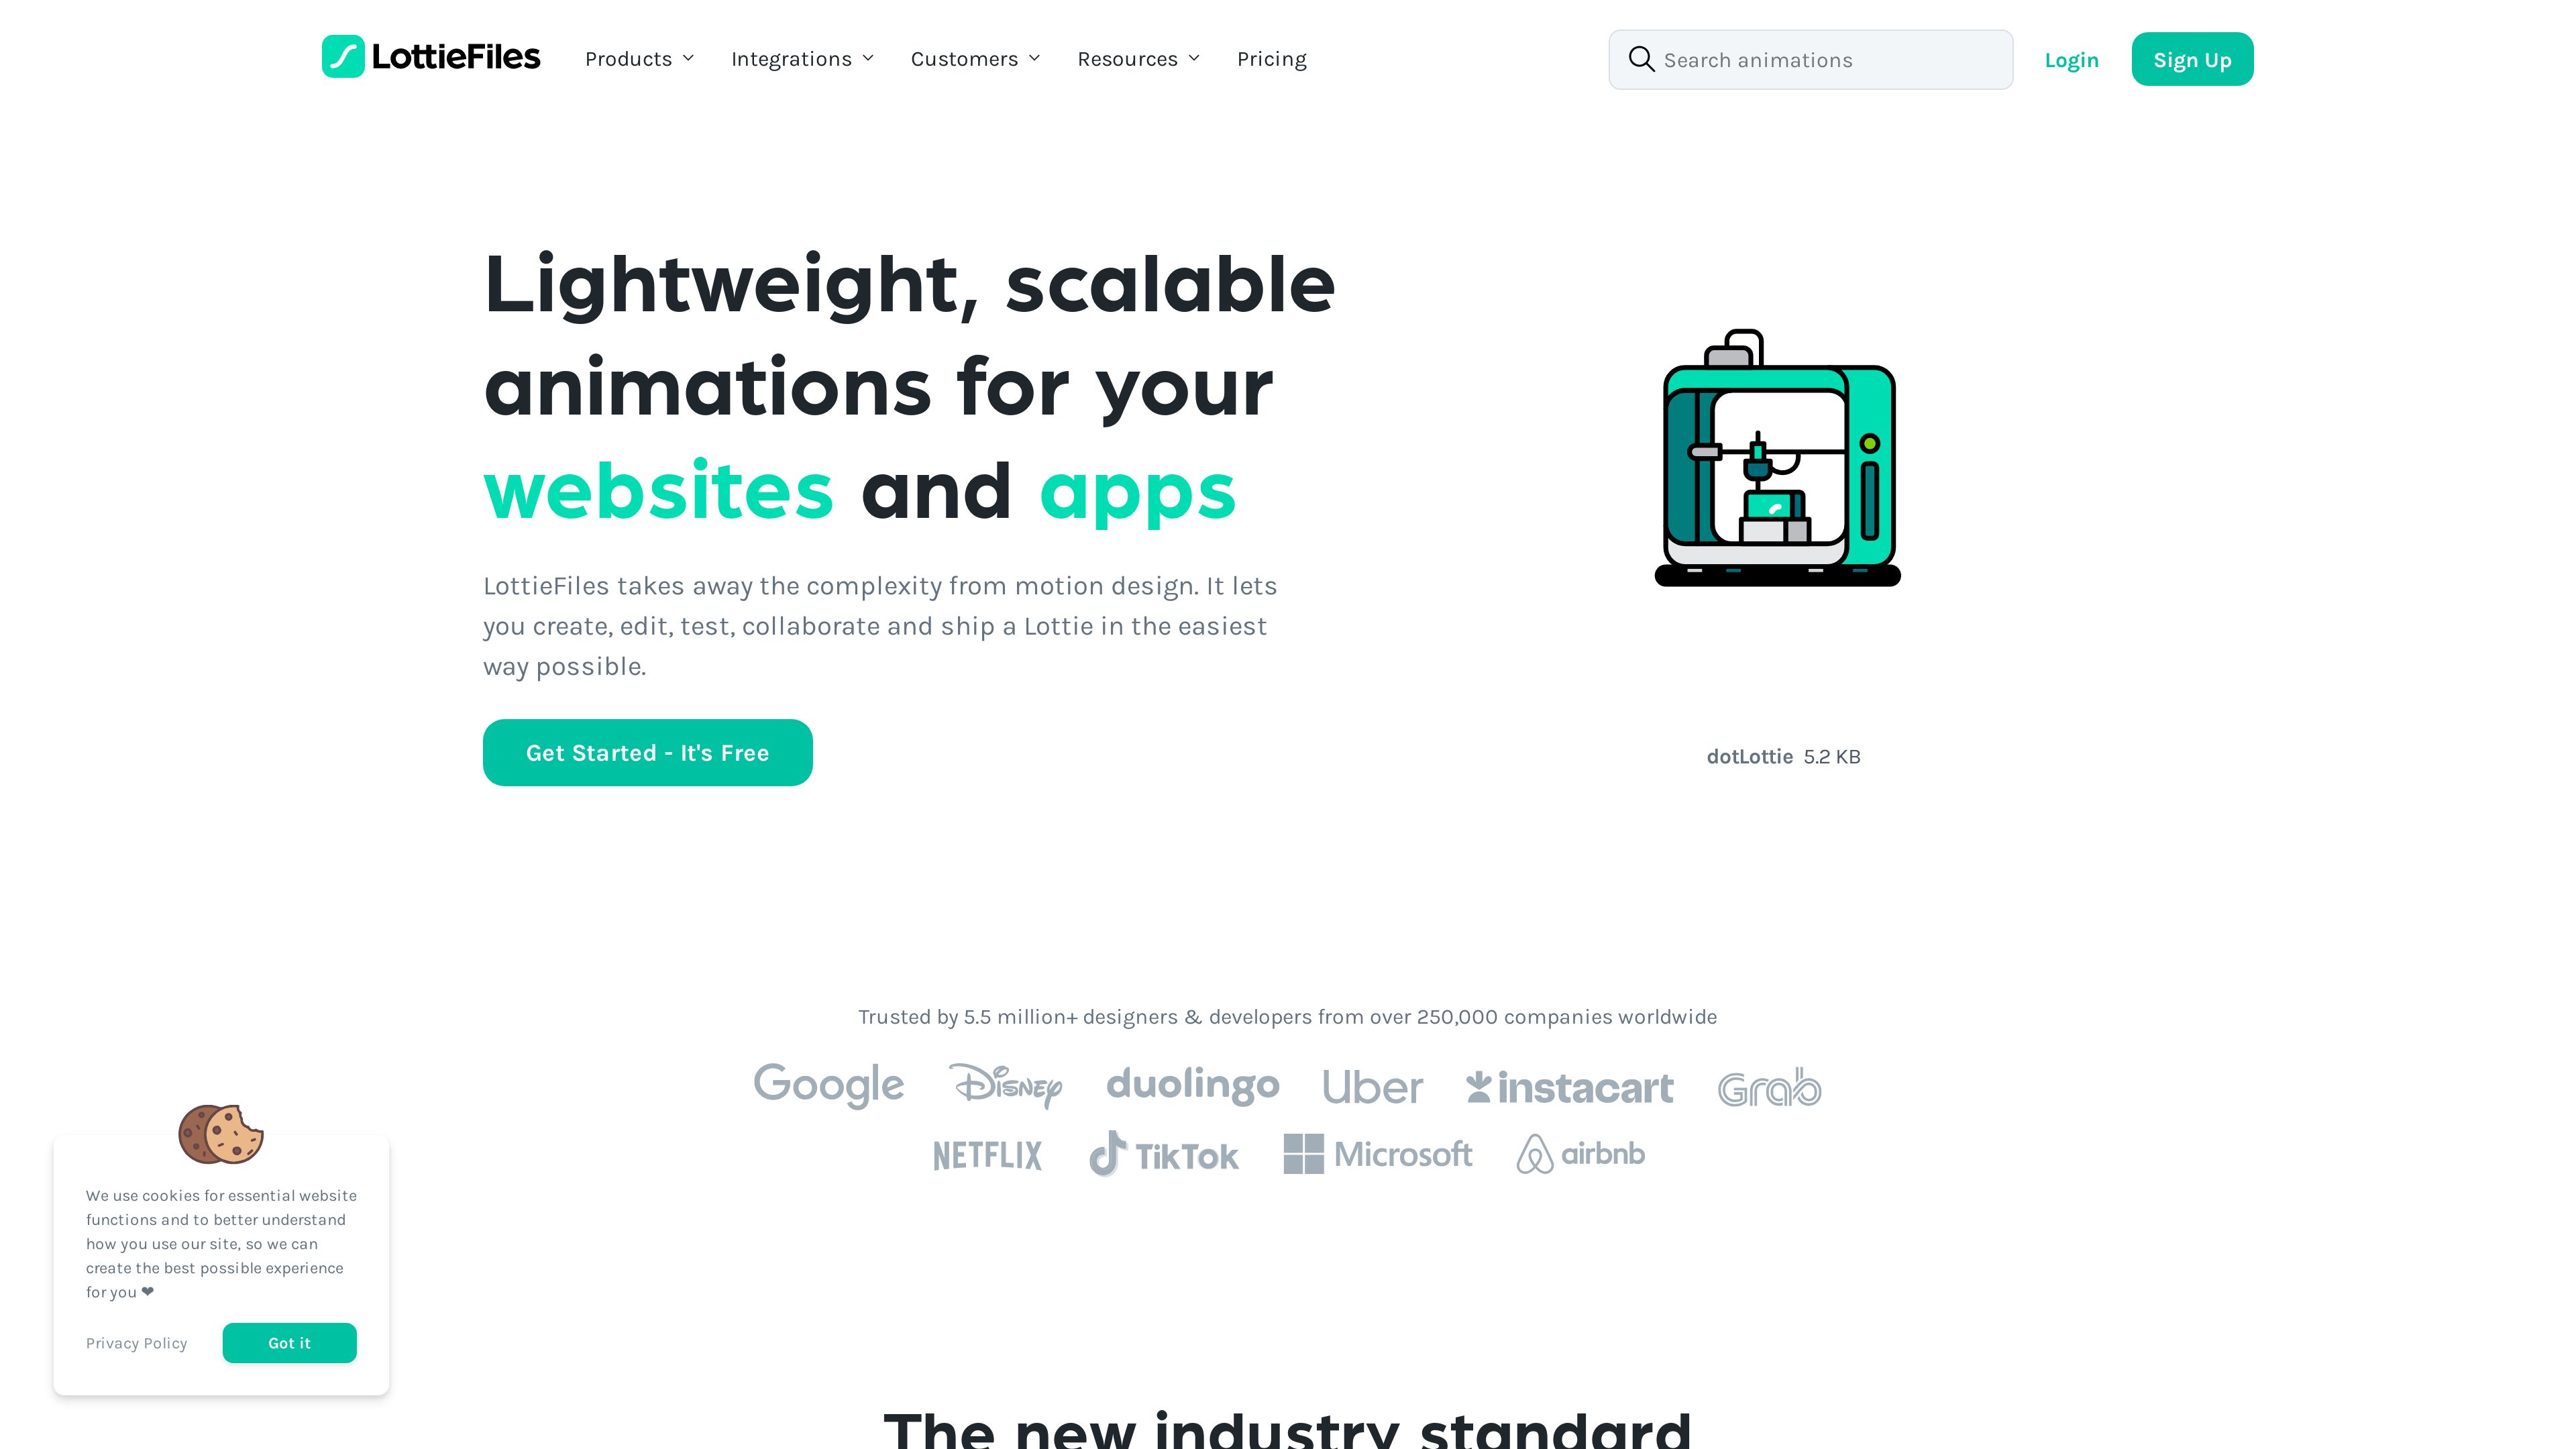 LottieFiles Products Integrations Customers Resources Pricing Search animations Login Sign Up
Lightweight, scalable
animations for your
websites and apps
LottieFiles takes away the complexity from motion design. It lets
you create, edit, test, collaborate and ship a Lottie in the easiest
way possible.
Get Started - It's Free
dotLottie 5.2 KB
Trusted by 5.5 million+ designers & developers from over 250,000 companies worldwide
Google Disney duolingo Uber instacart Grab
NETFLIX TikTok Microsoft airbnb
We use cookies for essential website
functions and to better understand
how you use our site, so we can
create the best possible experience
for you ❤
Privacy Policy Got it
The new industry standard